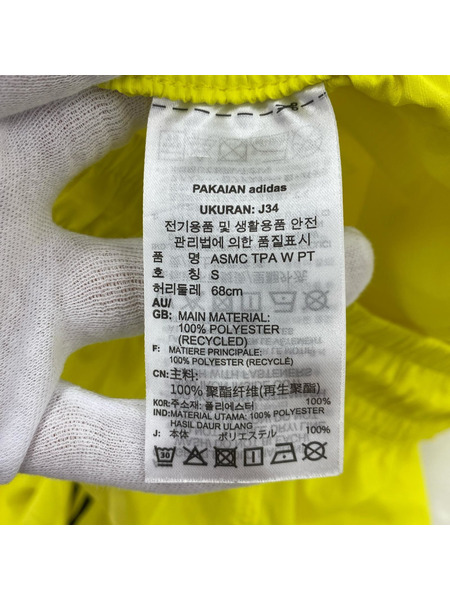 PAKAIAN adidas
UKURAN: J34
전기용품 및 생활용품 안전
관리법에 의한 품질표시
품 명 ASMC TPA W PT
호 칭 S
허리둘레 68cm
AU/
GB: MAIN MATERIAL:
100% POLYESTER
(RECYCLED)
F: MATIERE PRINCIPALE:
100% POLYESTER (RECYCLÉ)
CN: 主料:
100% 聚酯纤维(再生聚酯)
KOR: 주소재: 폴리에스터 100%
IND: MATERIAL UTAMA: 100% POLYESTER
HASIL DAUR ULANG
J: 本体 ポリエステル 100%
30